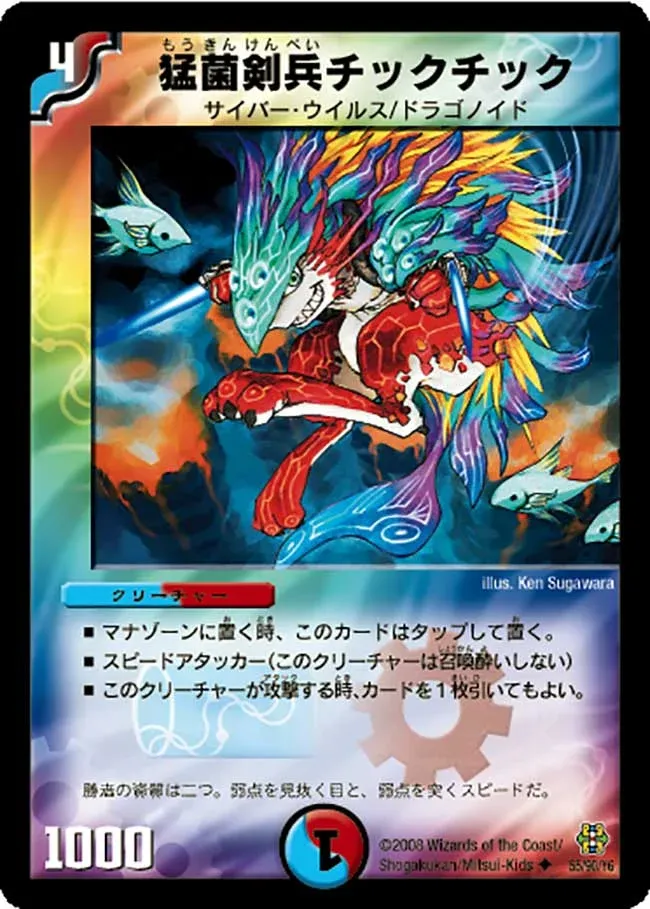 4
もうきんけんぺい
猛菌剣兵チックチック
サイバー・ウイルス/ドラゴノイド
illus. Ken Sugawara
クリーチャー
■ マナゾーンに置く時、このカードはタップして置く。
■ スピードアタッカー(このクリーチャーは召喚酔いしない)
■ このクリーチャーが攻撃する時、カードを1枚引いてもよい。
勝者の資質は二つ。弱点を見抜く目と、弱点を突くスピードだ。
1000
1
©2008 Wizards of the Coast/
Shogakukan/Mitsui-Kids ◆
55/90/Y6